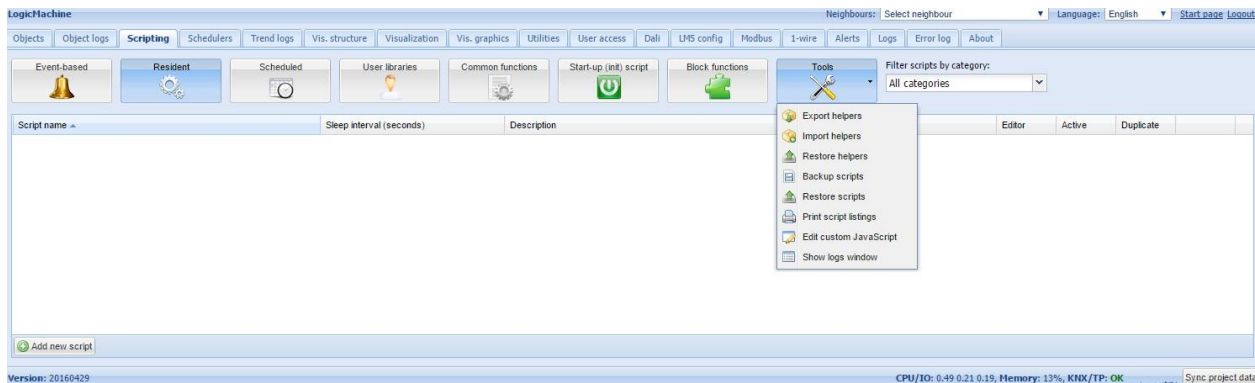 LogicMachine Neighbours: Select neighbour Language: English Start page Logout
Objects Object logs Scripting Schedulers Trend logs Vis. structure Visualization Vis. graphics Utilities User access Dali LM5 config Modbus 1-wire Alerts Logs Error log About
Event-based Resident Scheduled User libraries Common functions Start-up (init) script Block functions Tools Filter scripts by category:
All categories
Script name Sleep interval (seconds) Description Editor Active Duplicate
Export helpers
Import helpers
Restore helpers
Backup scripts
Restore scripts
Print script listings
Edit custom JavaScript
Show logs window
Add new script
Version: 20160429 CPU/IO: 0.49 0.21 0.19, Memory: 13%, KNX/TP: OK Sync project data